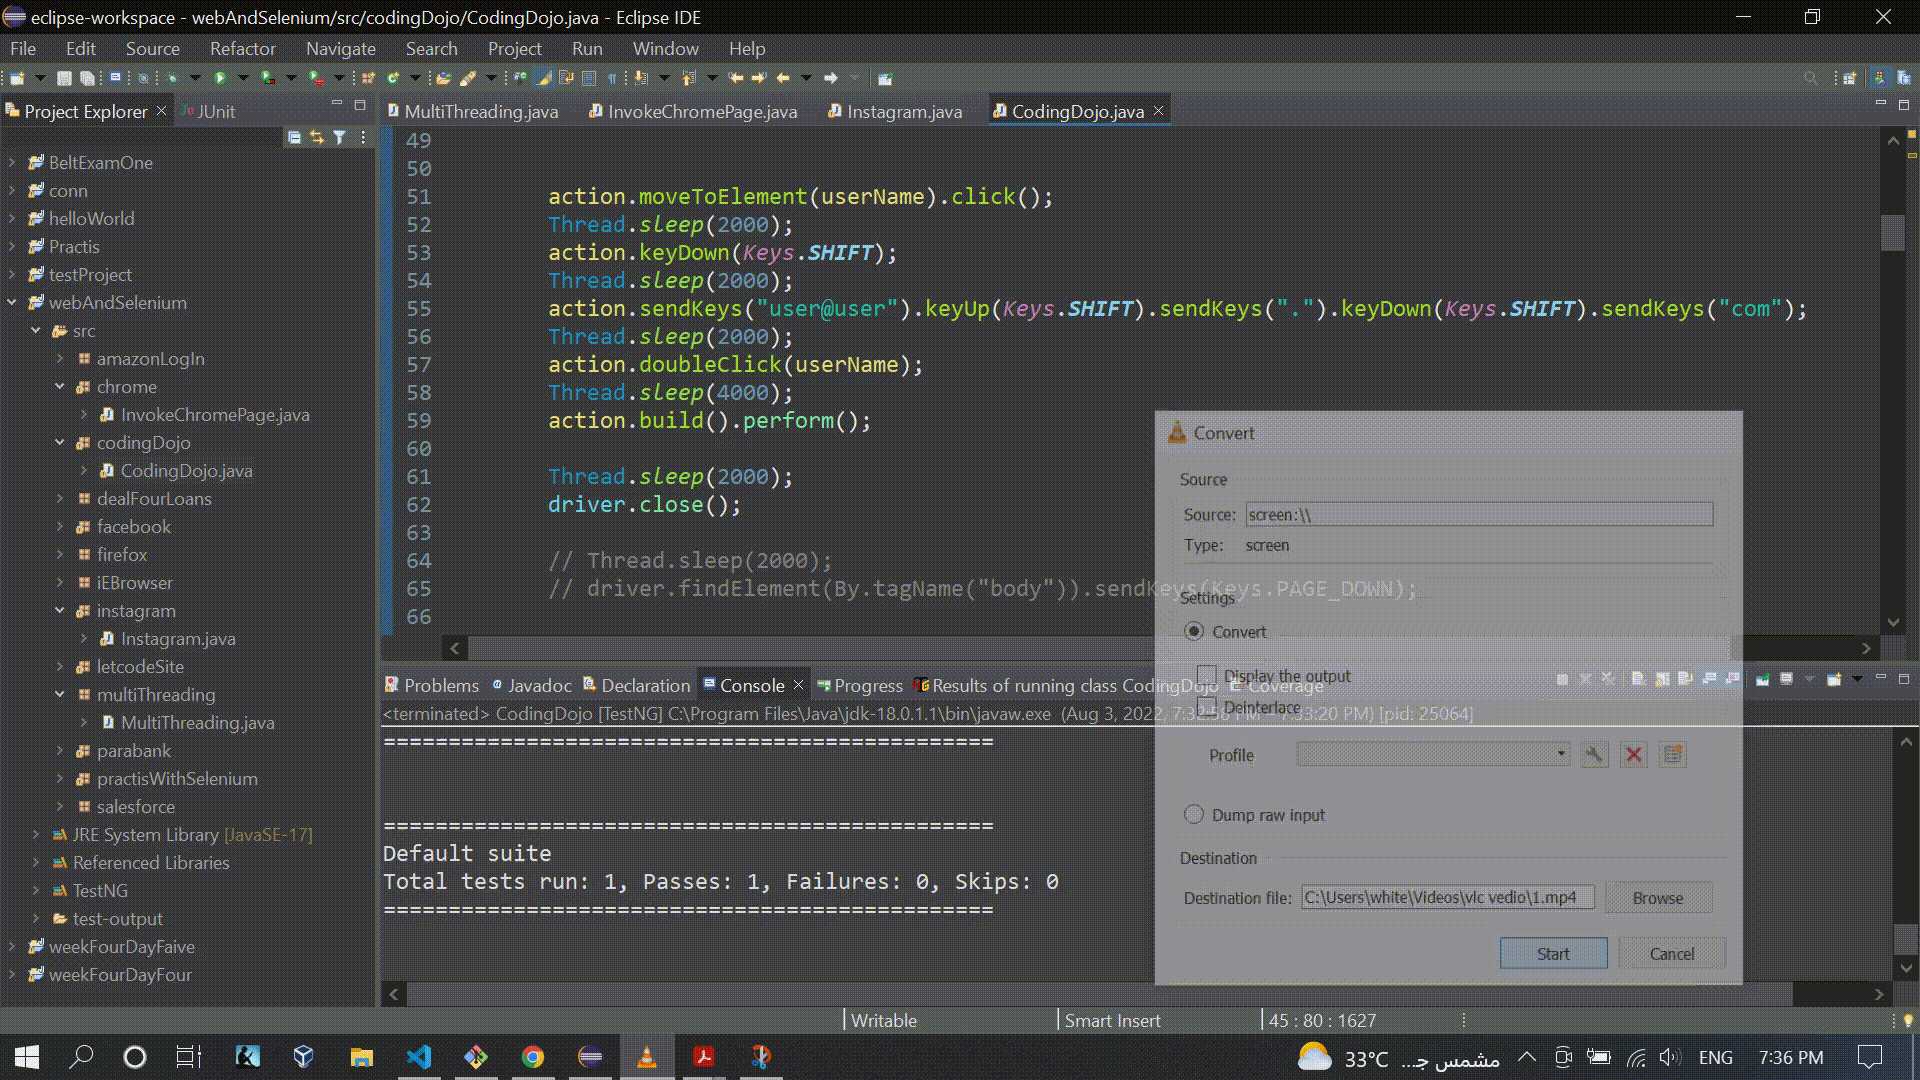 eclipse-workspace - webAndSelenium/src/codingDojo/CodingDojo.java - Eclipse IDE
File Edit Source Refactor Navigate Search Project Run Window Help
Project Explorer
JUnit
BeltExamOne
conn
helloWorld
Practis
testProject
webAndSelenium
src
amazonLogIn
chrome
InvokeChromePage.java
codingDojo
CodingDojo.java
dealFourLoans
facebook
firefox
iEBrowser
instagram
Instagram.java
letcodeSite
multiThreading
MultiThreading.java
parabank
practisWithSelenium
salesforce
JRE System Library [JavaSE-17]
Referenced Libraries
TestNG
test-output
weekFourDayFaive
weekFourDayFour
MultiThreading.java InvokeChromePage.java Instagram.java CodingDojo.java
49
50
51 action.moveToElement(userName).click();
52 Thread.sleep(2000);
53 action.keyDown(Keys.SHIFT);
54 Thread.sleep(2000);
55 action.sendKeys("user@user").keyUp(Keys.SHIFT).sendKeys(".").keyDown(Keys.SHIFT).sendKeys("com");
56 Thread.sleep(2000);
57 action.doubleClick(userName);
58 Thread.sleep(4000);
59 action.build().perform();
60
61 Thread.sleep(2000);
62 driver.close();
63
64 // Thread.sleep(2000);
65 // driver.findElement(By.tagName("body")).sendKeys(Keys.PAGE_DOWN);
66
Problems Javadoc Declaration Console Progress Results of running class CodingDojo Coverage
<terminated> CodingDojo [TestNG] C:\Program Files\Java\jdk-18.0.1.1\bin\javaw.exe (Aug 3, 2022, 7:32:58 PM – 7:33:20 PM) [pid: 25064]
===============================================
===============================================
Default suite
Total tests run: 1, Passes: 1, Failures: 0, Skips: 0
===============================================
Convert
Source
Source: screen:\\
Type: screen
Settings
Convert
Display the output
Deinterlace
Profile
Dump raw input
Destination
Destination file: C:\Users\white\Videos\vlc vedio\1.mp4 Browse
Start Cancel
Writable Smart Insert 45 : 80 : 1627
33°C مشمس جـ... ENG 7:36 PM